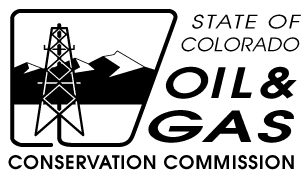 STATE OF
COLORADO
OIL &
GAS
CONSERVATION COMMISSION